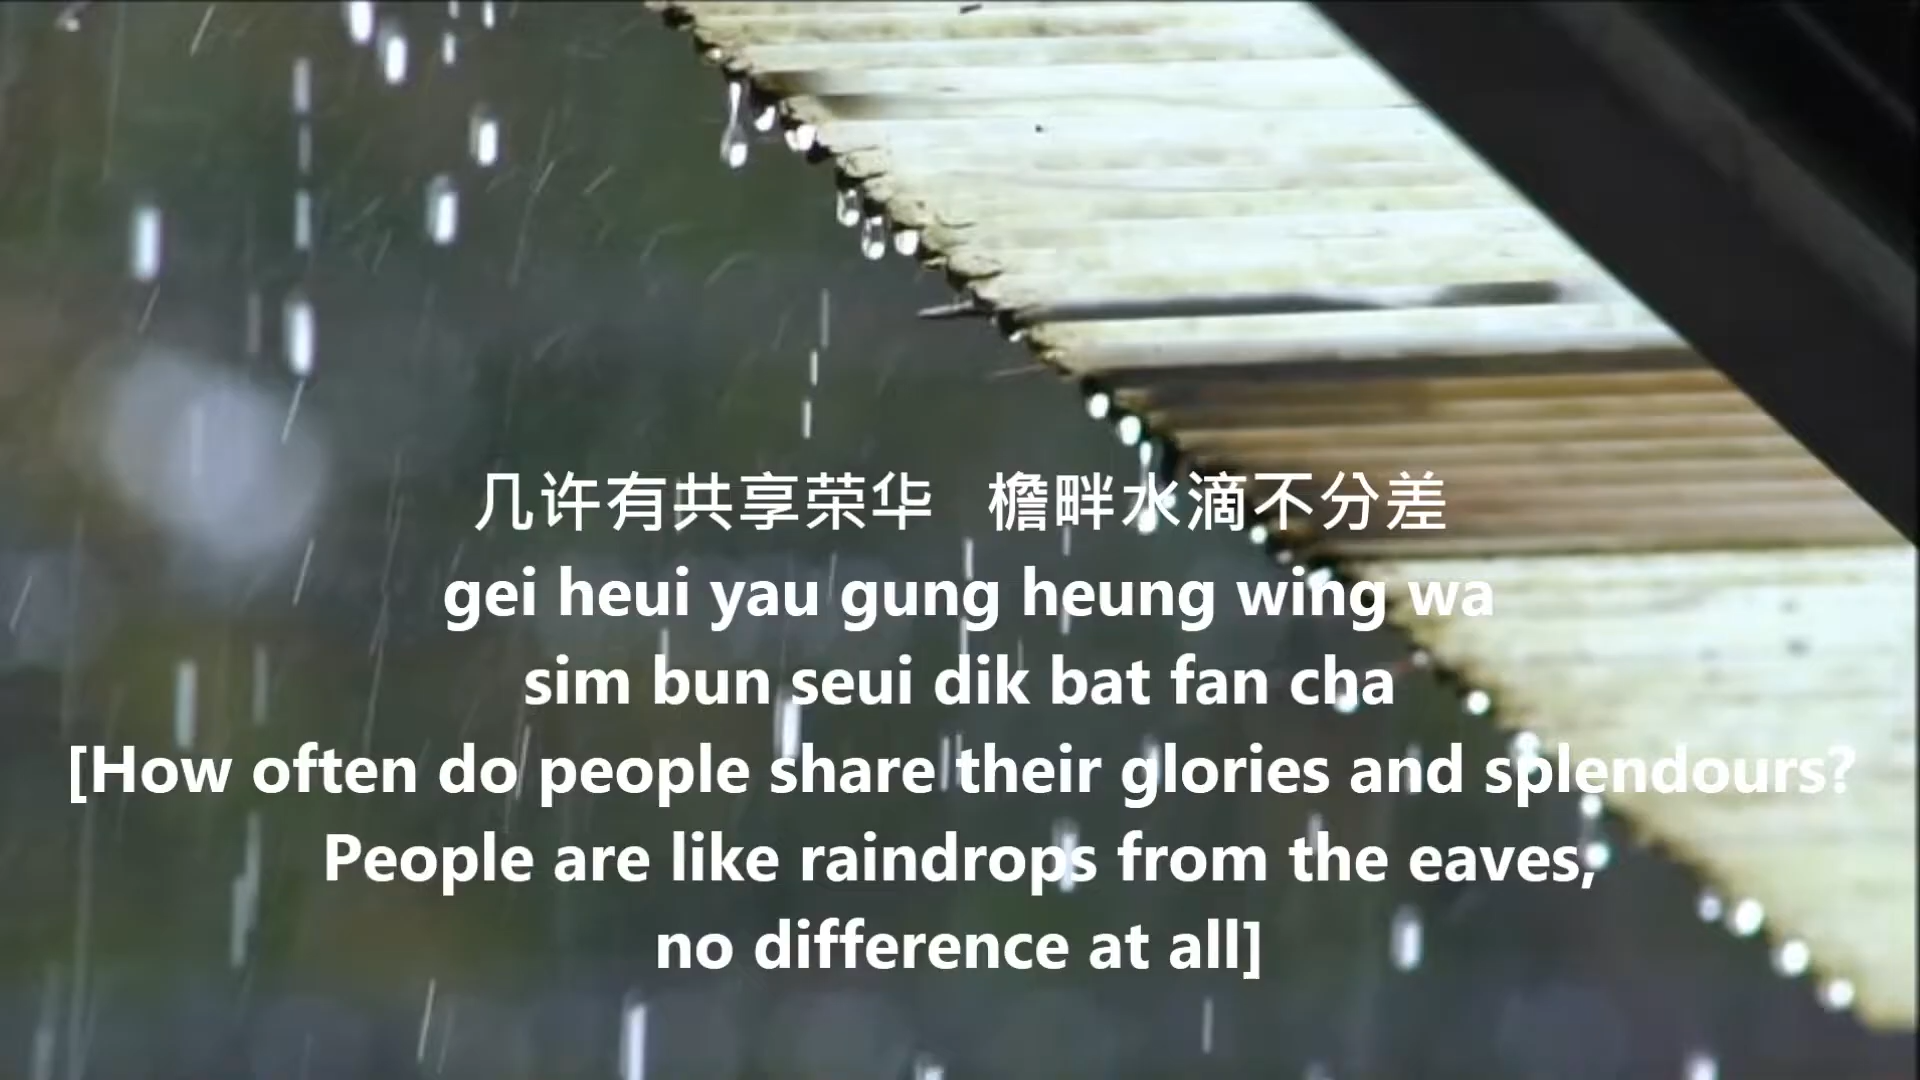 几许有共享荣华 檐畔水滴不分差
gei heui yau gung heung wing wa
sim bun seui dik bat fan cha
[How often do people share their glories and splendours?
People are like raindrops from the eaves,
no difference at all]